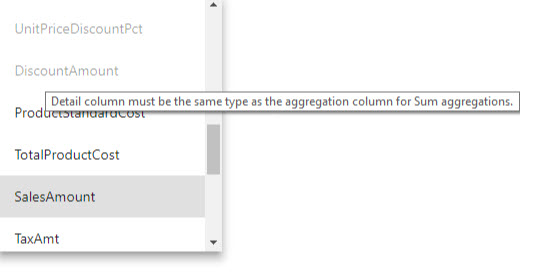 UnitPriceDiscountPct
DiscountAmount
Detail column must be the same type as the aggregation column for Sum aggregations.
ProductStandardCost
TotalProductCost
SalesAmount
TaxAmt